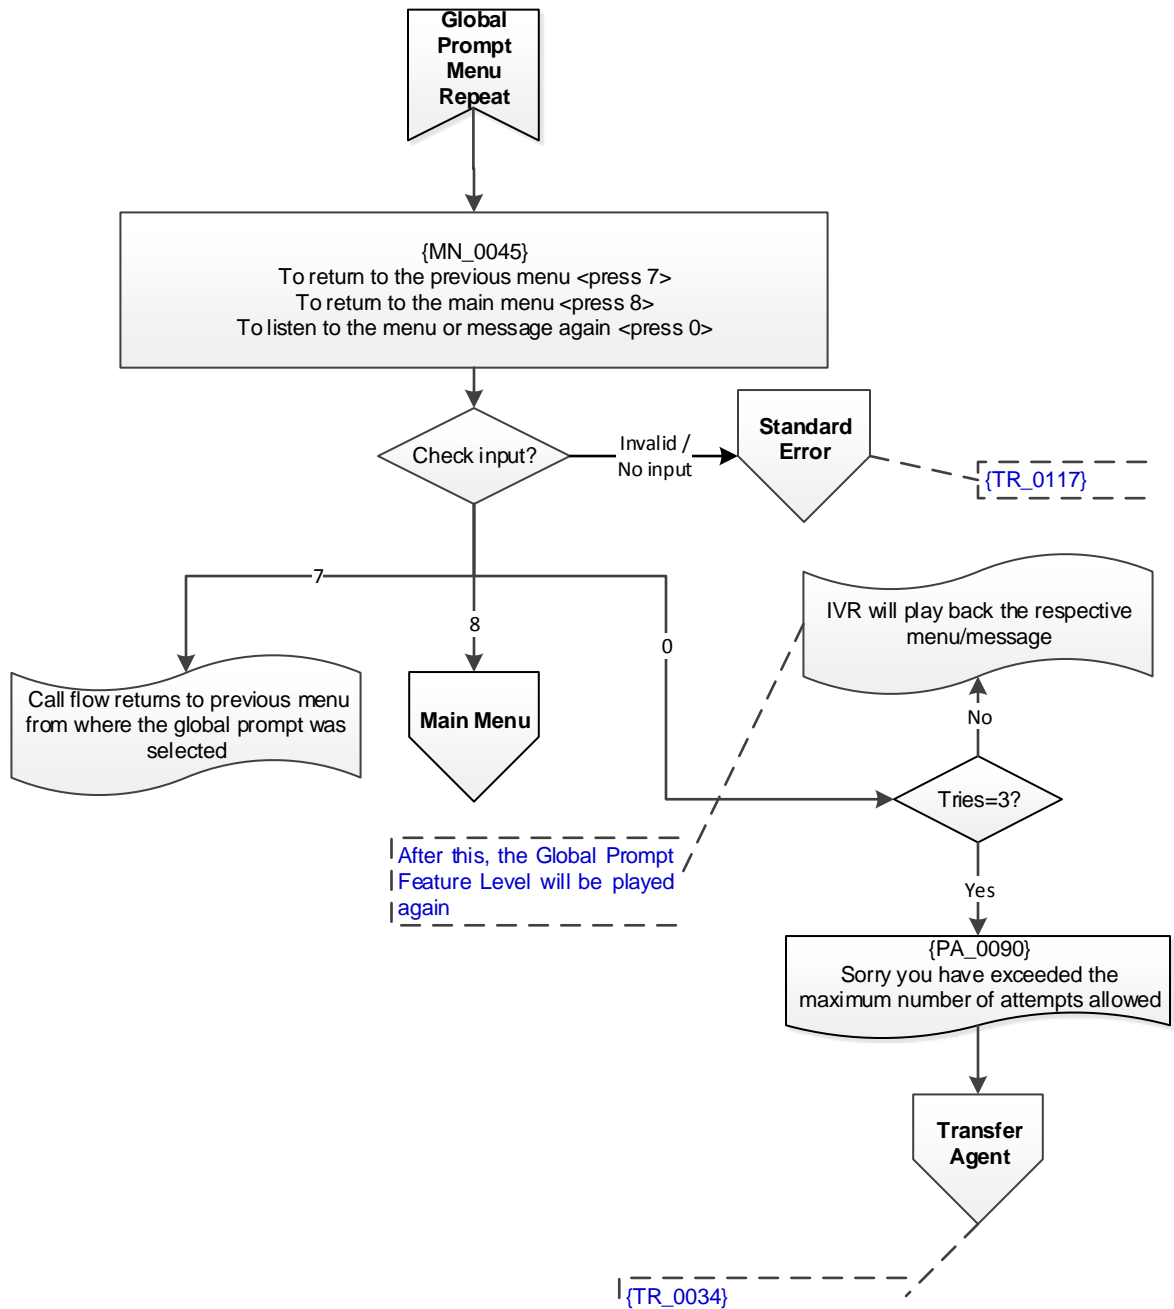 Global
Prompt
Menu
Repeat
{MN_0045}
To return to the previous menu <press 7>
To return to the main menu <press 8>
To listen to the menu or message again <press 0>
Check input?
Invalid /
No input
Standard
Error
{TR_0117}
7
8
0
IVR will play back the respective
menu/message
Call flow returns to previous menu
from where the global prompt was
selected
Main Menu
No
Tries=3?
After this, the Global Prompt
Feature Level will be played
again
Yes
{PA_0090}
Sorry you have exceeded the
maximum number of attempts allowed
Transfer
Agent
{TR_0034}